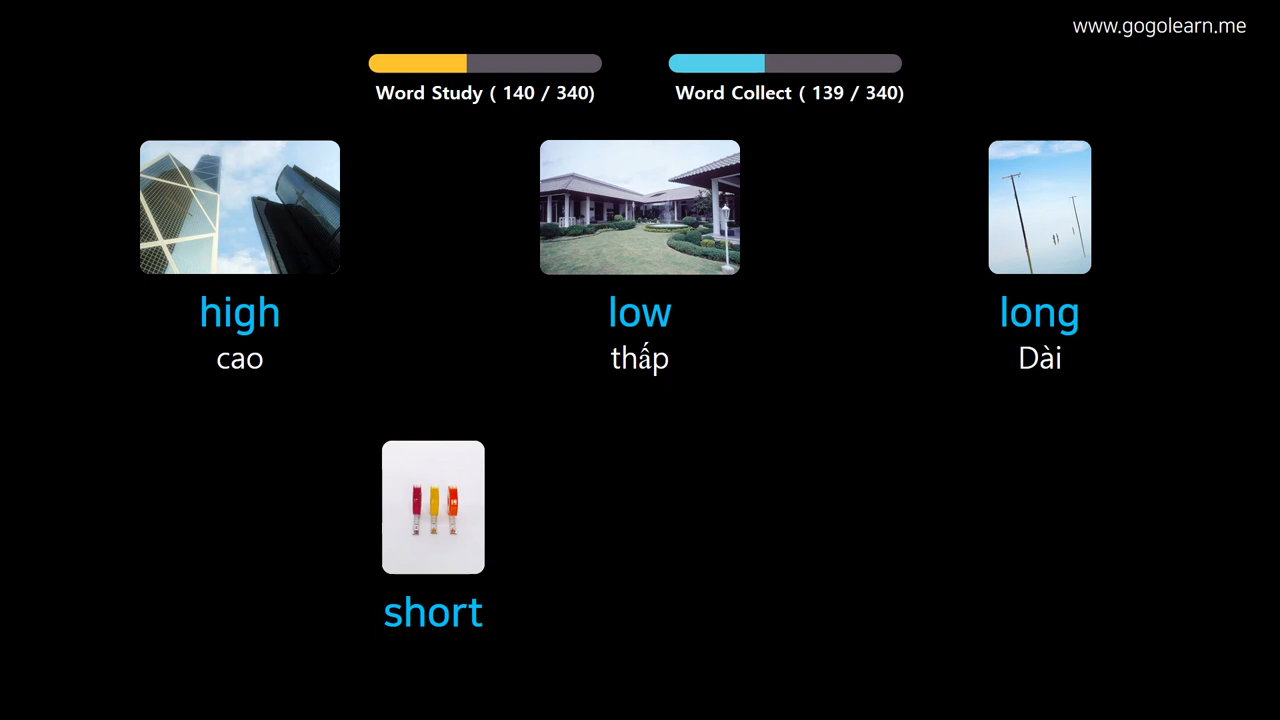 www.gogolearn.me
Word Study ( 140 / 340)
Word Collect ( 139 / 340)
high
cao
low
thấp
long
Dài
short